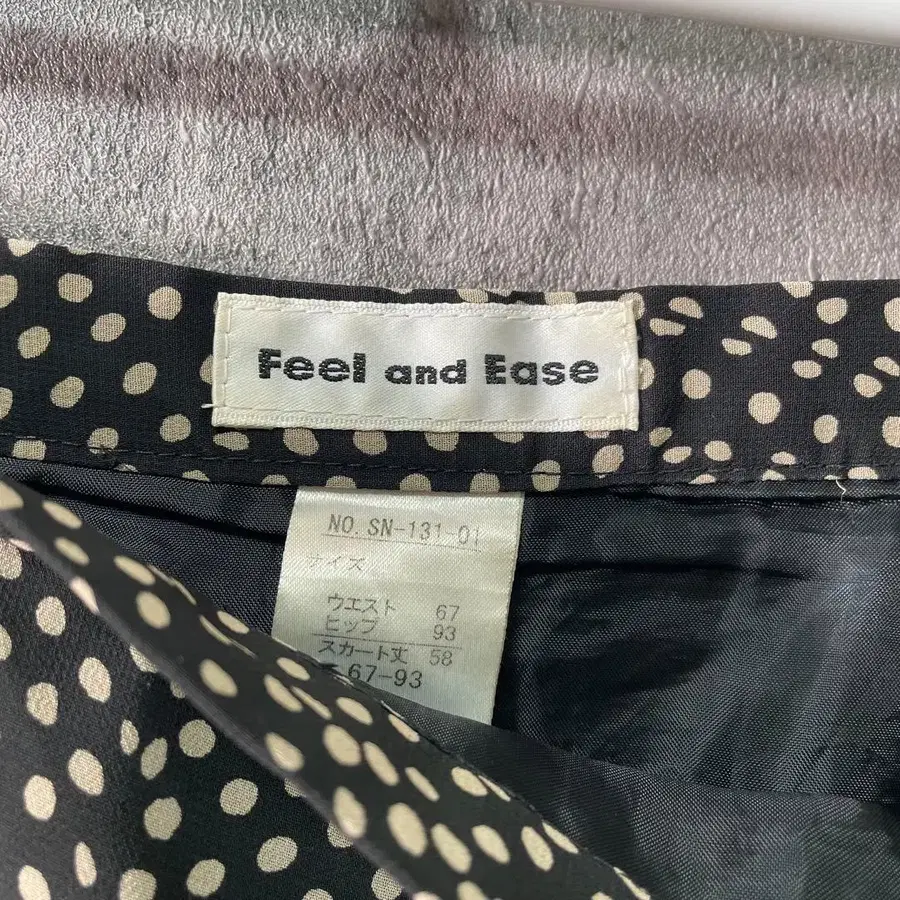 Feel and Ease
NO. SN-131-01
サイズ
ウエスト 67
ヒップ 93
スカート丈 58
67-93